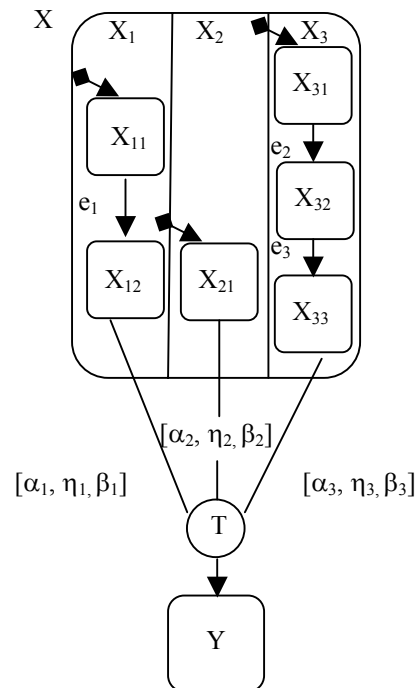 X
X₁ X₂ X₃
X₃₁
X₁₁
e₂
X₃₂
e₁
e₃
X₁₂ X₂₁
X₃₃
[α₂, η₂, β₂]
[α₁, η₁, β₁] [α₃, η₃, β₃]
T
Y